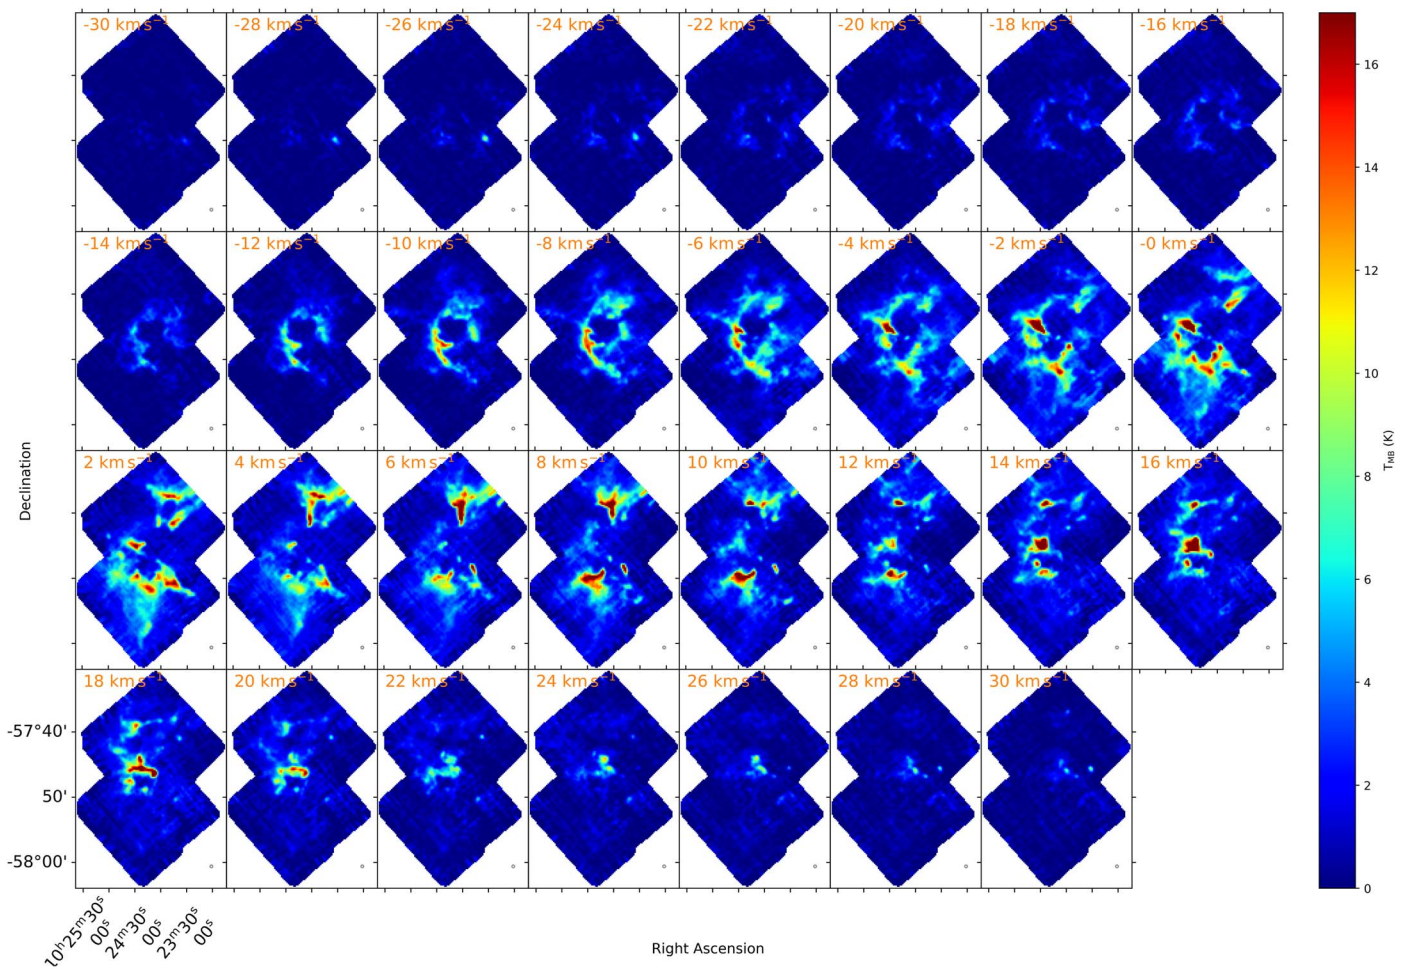 -30 km s⁻¹ -28 km s⁻¹ -26 km s⁻¹ -24 km s⁻¹ -22 km s⁻¹ -20 km s⁻¹ -18 km s⁻¹ -16 km s⁻¹
-14 km s⁻¹ -12 km s⁻¹ -10 km s⁻¹ -8 km s⁻¹ -6 km s⁻¹ -4 km s⁻¹ -2 km s⁻¹ -0 km s⁻¹
2 km s⁻¹ 4 km s⁻¹ 6 km s⁻¹ 8 km s⁻¹ 10 km s⁻¹ 12 km s⁻¹ 14 km s⁻¹ 16 km s⁻¹
18 km s⁻¹ 20 km s⁻¹ 22 km s⁻¹ 24 km s⁻¹ 26 km s⁻¹ 28 km s⁻¹ 30 km s⁻¹
Declination
-57°40'
50'
-58°00'
10ʰ25ᵐ30ˢ
00ˢ
24ᵐ30ˢ
00ˢ
23ᵐ30ˢ
00ˢ
Right Ascension
16
14
12
10
8
6
4
2
0
T_MB (K)